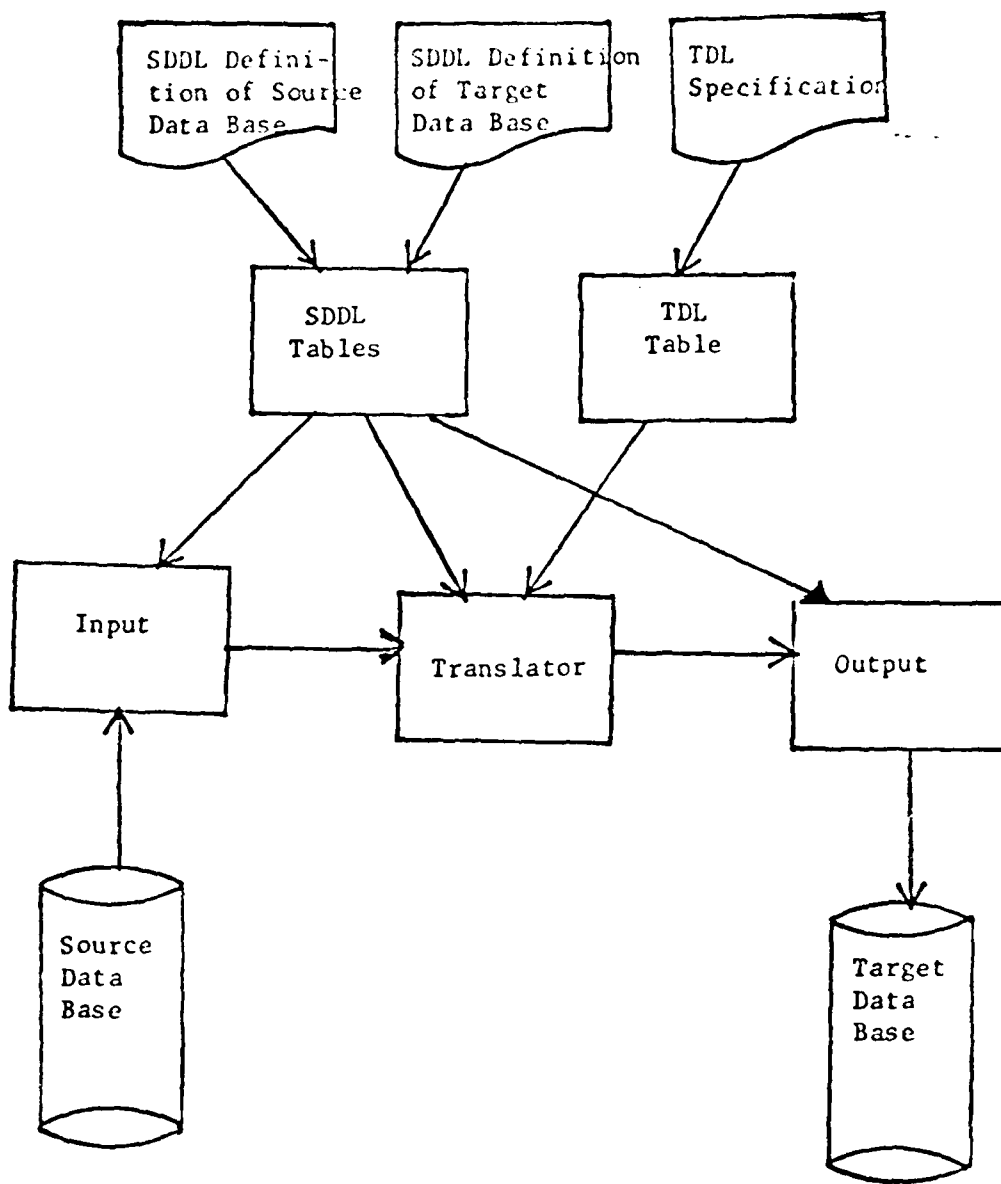 SDDL Defini-
tion of Source
Data Base
SDDL Definition
of Target
Data Base
TDL
Specification
SDDL
Tables
TDL
Table
Input
Translator
Output
Source
Data
Base
Target
Data
Base